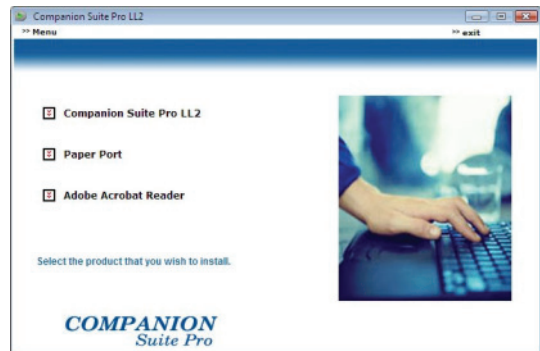 Companion Suite Pro LL2
>> Menu >> exit
Companion Suite Pro LL2
Paper Port
Adobe Acrobat Reader
Select the product that you wish to install.
COMPANION
Suite Pro